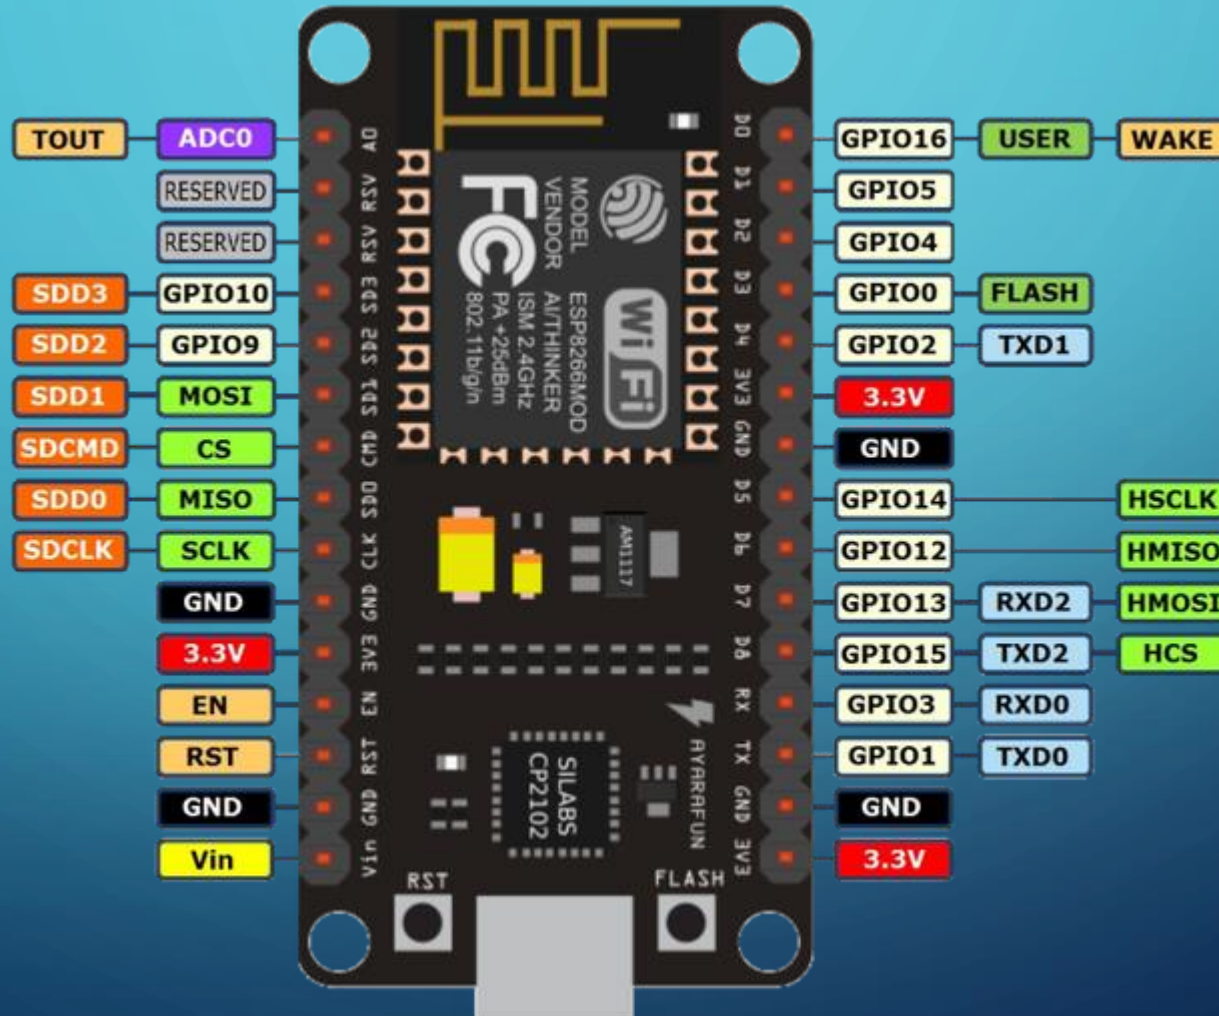 TOUT ADC0 A0 D0 GPIO16 USER WAKE
RESERVED RSV D1 GPIO5
RESERVED RSV D2 GPIO4
SDD3 GPIO10 SD3 D3 GPIO0 FLASH
SDD2 GPIO9 SD2 D4 GPIO2 TXD1
SDD1 MOSI SD1 3V3 3.3V
SDCMD CS CMD GND GND
SDD0 MISO SD0 D5 GPIO14 HSCLK
SDCLK SCLK CLK D6 GPIO12 HMISO
GND GND D7 GPIO13 RXD2 HMOSI
3.3V 3V3 D8 GPIO15 TXD2 HCS
EN EN RX GPIO3 RXD0
RST RST TX GPIO1 TXD0
GND GND GND GND
Vin Vin 3V3 3.3V
MODEL ESP8266MOD
VENDOR AI/THINKER
ISM 2.4GHz
PA +25dBm
802.11b/g/n
FC
WiFi
AM1117
SILABS
CP2102
AYARAFUN
RST
FLASH